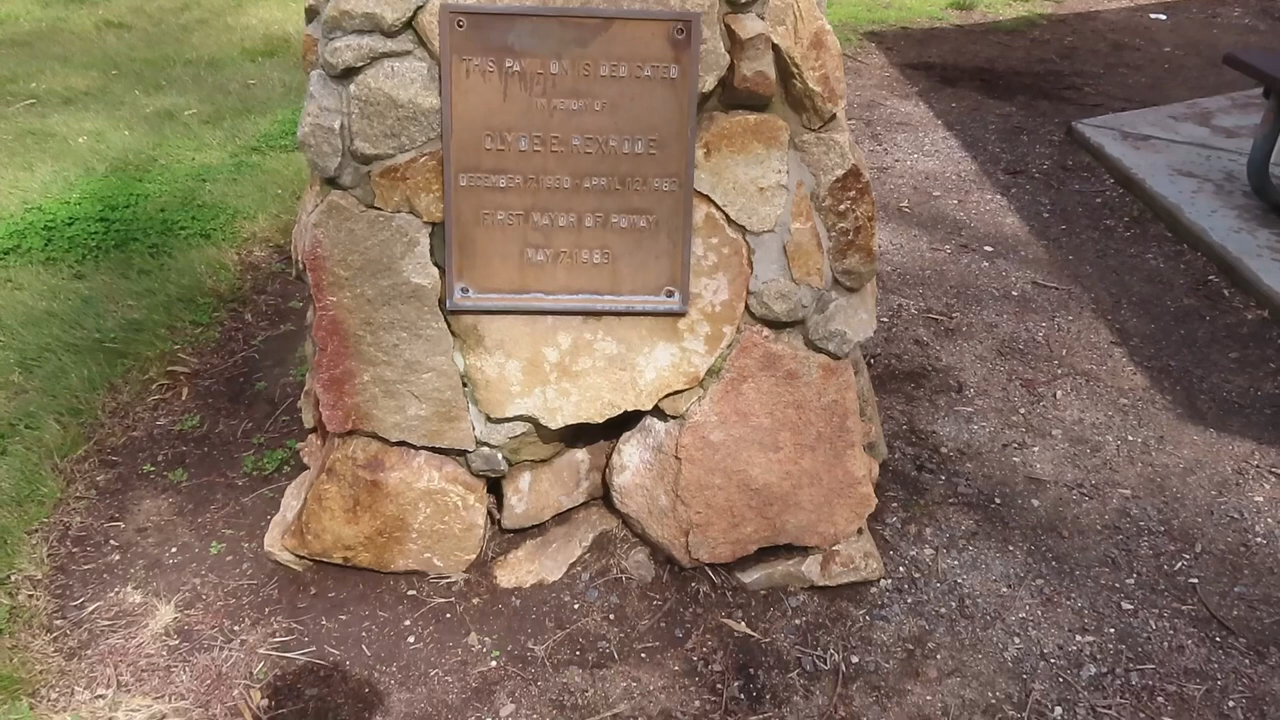 THIS PAVILION IS DEDICATED
IN MEMORY OF
CLYDE E. REXRODE
DECEMBER 7, 1930 - APRIL 12, 1982
FIRST MAYOR OF POWAY
MAY 7, 1983